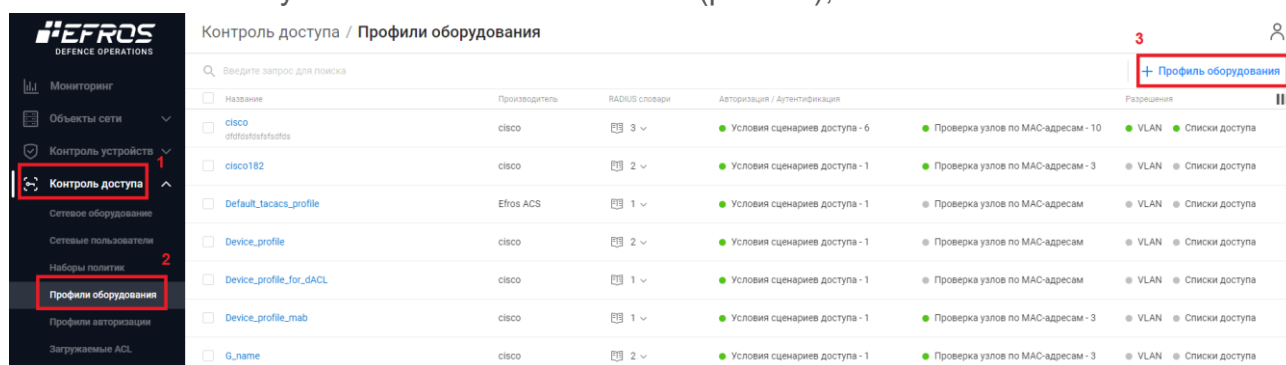 EFROS
DEFENCE OPERATIONS
Контроль доступа / Профили оборудования
3
Введите запрос для поиска
+ Профиль оборудования
Мониторинг
Объекты сети
Контроль устройств
1
Контроль доступа
Сетевое оборудование
Сетевые пользователи
Наборы политик
2
Профили оборудования
Профили авторизации
Загружаемые ACL
Название Производитель RADIUS словари Авторизация / Аутентификация Разрешения
cisco cisco 3 Условия сценариев доступа - 6 Проверка узлов по MAC-адресам - 10 VLAN Списки доступа
dfdfdsfdsfsfsdfds
cisco182 cisco 2 Условия сценариев доступа - 1 Проверка узлов по MAC-адресам - 3 VLAN Списки доступа
Default_tacacs_profile Efros ACS 1 Условия сценариев доступа - 1 Проверка узлов по MAC-адресам VLAN Списки доступа
Device_profile cisco 2 Условия сценариев доступа - 1 Проверка узлов по MAC-адресам VLAN Списки доступа
Device_profile_for_dACL cisco 1 Условия сценариев доступа - 1 Проверка узлов по MAC-адресам VLAN Списки доступа
Device_profile_mab cisco 1 Условия сценариев доступа - 1 Проверка узлов по MAC-адресам - 3 VLAN Списки доступа
G_name cisco 2 Условия сценариев доступа - 1 Проверка узлов по MAC-адресам - 3 VLAN Списки доступа